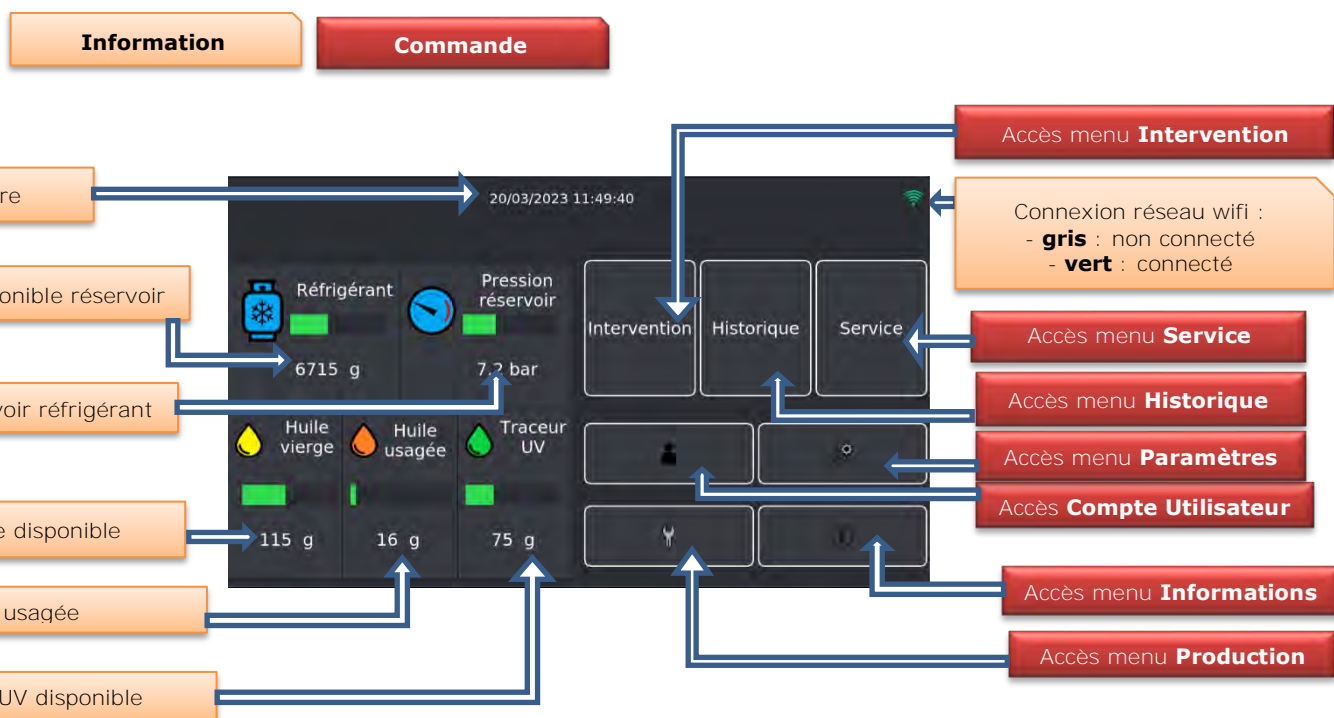 Information
Commande
Accès menu Intervention
re
20/03/2023 11:49:40
Connexion réseau wifi :
- gris : non connecté
- vert : connecté
onible réservoir
Réfrigérant
Pression
réservoir
6715 g
7.2 bar
Intervention
Historique
Service
Accès menu Service
Accès menu Historique
voir réfrigérant
Huile
vierge
Huile
usagée
Traceur
UV
Accès menu Paramètres
Accès Compte Utilisateur
e disponible
115 g
16 g
75 g
usagée
Accès menu Informations
Accès menu Production
UV disponible